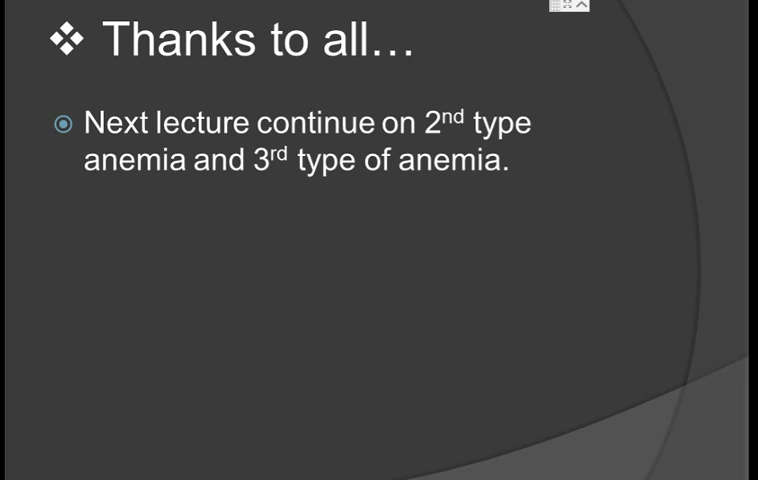 ❖ Thanks to all…
Next lecture continue on 2nd type
anemia and 3rd type of anemia.